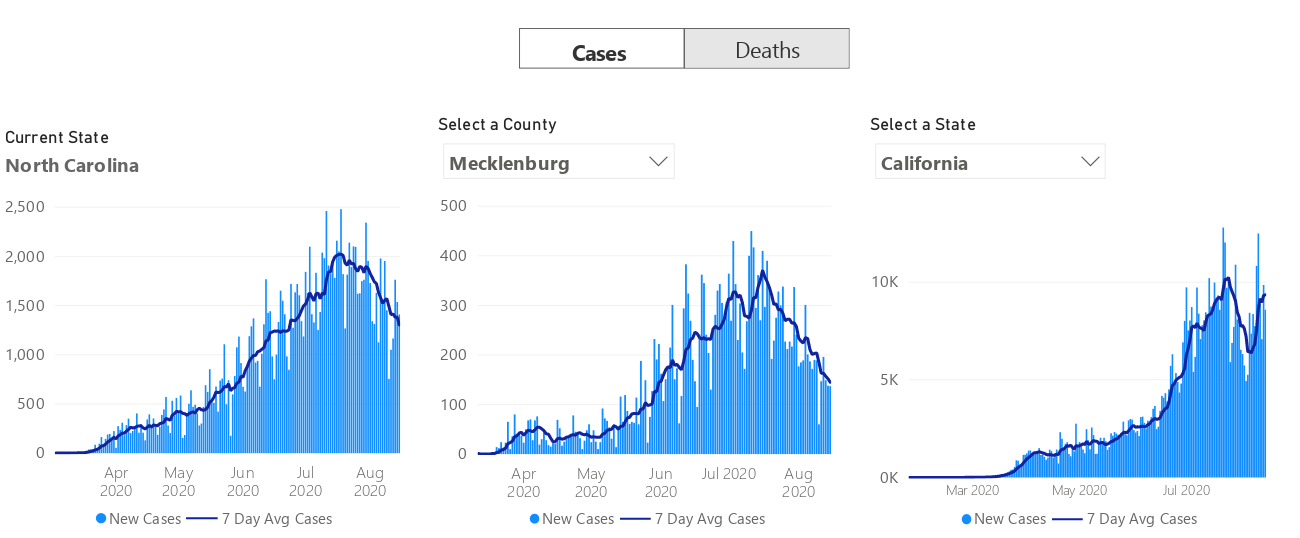 Cases Deaths
Current State
North Carolina
2,500
2,000
1,500
1,000
500
0
Apr 2020
May 2020
Jun 2020
Jul 2020
Aug 2020
New Cases 7 Day Avg Cases
Select a County
Mecklenburg
500
400
300
200
100
0
Apr 2020
May 2020
Jun 2020
Jul 2020
Aug 2020
New Cases 7 Day Avg Cases
Select a State
California
10K
5K
0K
Mar 2020 May 2020 Jul 2020
New Cases 7 Day Avg Cases